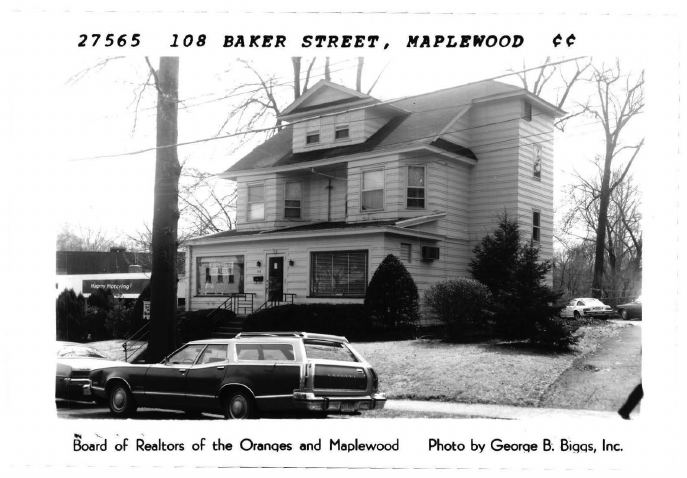 27565 108 BAKER STREET, MAPLEWOOD ¢¢
Happy Motoring!
Board of Realtors of the Oranges and Maplewood Photo by George B. Biggs, Inc.